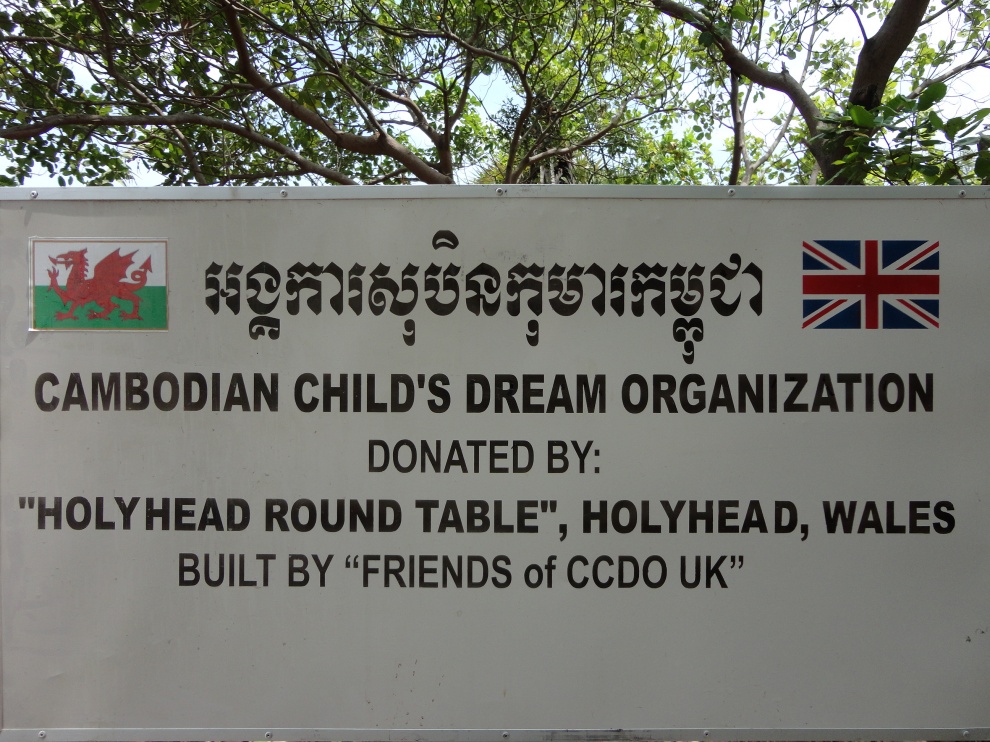 អង្គការសុបិនកុមារកម្ពុជា
CAMBODIAN CHILD'S DREAM ORGANIZATION
DONATED BY:
"HOLYHEAD ROUND TABLE", HOLYHEAD, WALES
BUILT BY “FRIENDS of CCDO UK”